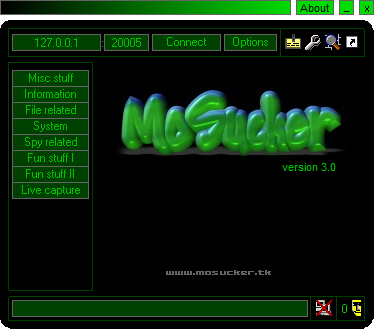 About _ x
127.0.0.1 : 20005 Connect Options
Misc stuff
Information
File related
System
Spy related
Fun stuff I
Fun stuff II
Live capture
MoSucker
version 3.0
www.mosucker.tk
0